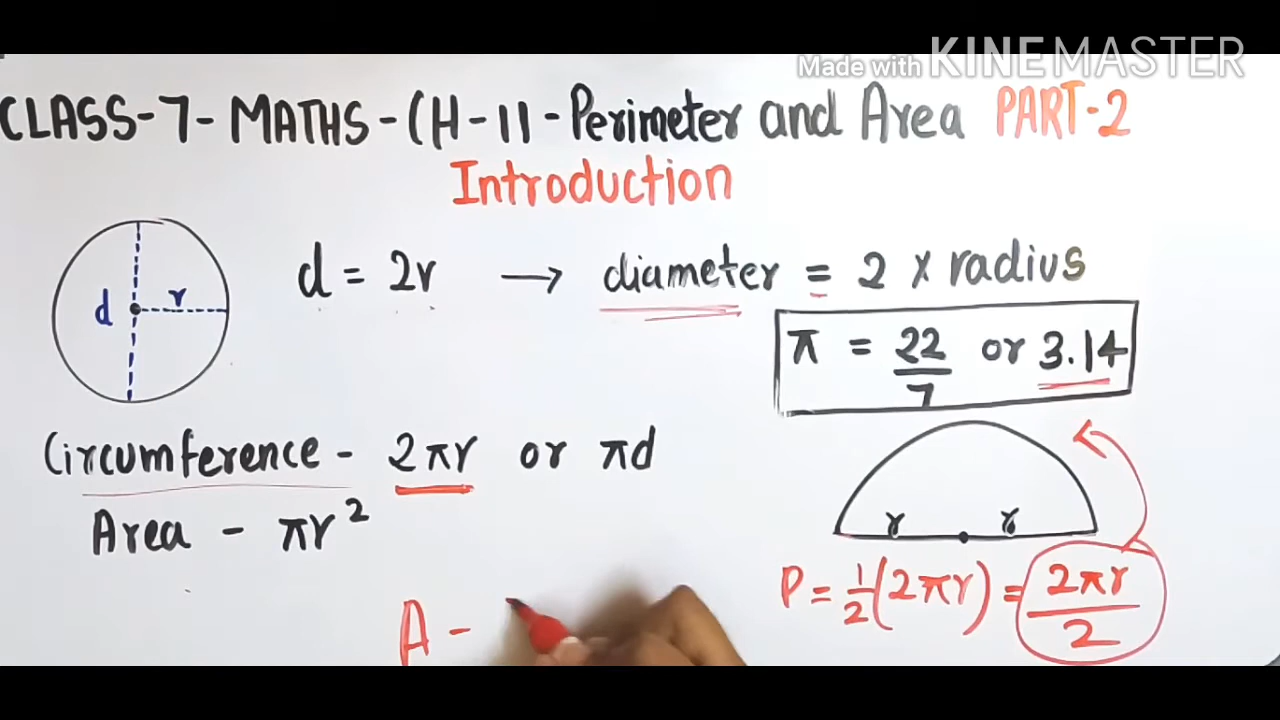 Made with KINEMASTER
CLASS-7- MATHS -CH-11 - Perimeter and Area PART-2
Introduction
d = 2r → diameter = 2 x radius
d r
π = 22/7 or 3.14
Circumference - 2πr or πd
Area - πr²
r r
P = 1/2 (2πr) = 2πr/2
A -